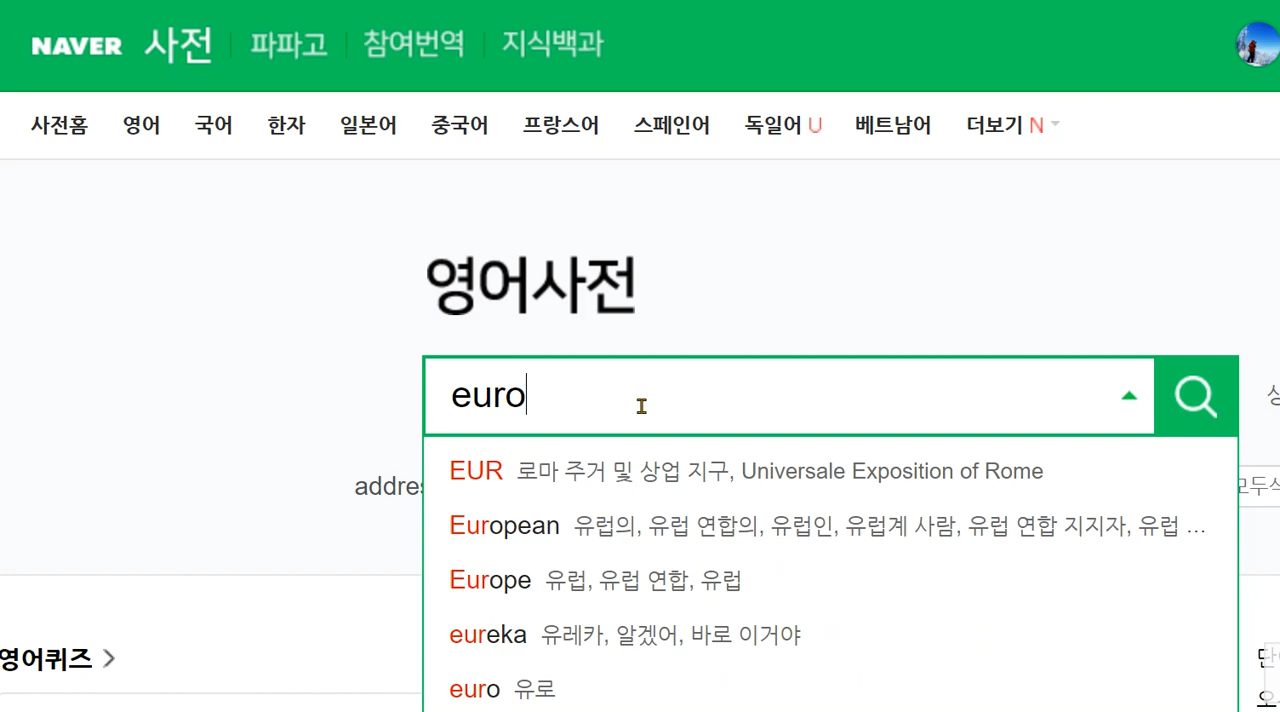 NAVER 사전 파파고 참여번역 지식백과
사전홈 영어 국어 한자 일본어 중국어 프랑스어 스페인어 독일어 U 베트남어 더보기 N
영어사전
euro
EUR 로마 주거 및 상업 지구, Universale Exposition of Rome
European 유럽의, 유럽 연합의, 유럽인, 유럽계 사람, 유럽 연합 지지자, 유럽 ...
Europe 유럽, 유럽 연합, 유럽
eureka 유레카, 알겠어, 바로 이거야
euro 유로
영어퀴즈